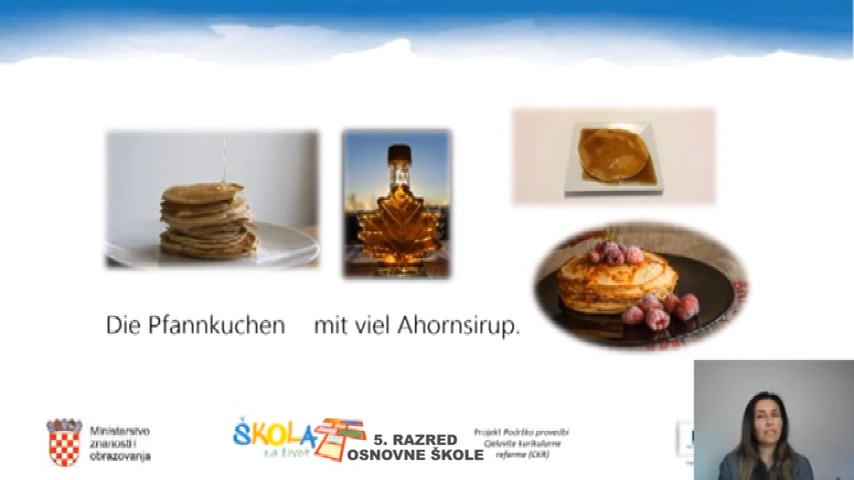 Die Pfannkuchen mit viel Ahornsirup.
Ministarstvo
znanosti i
obrazovanja
ŠKOLA
za život
5. RAZRED
OSNOVNE ŠKOLE
Projekt Podrška provedbi
Cjelovite kurikularne
reforme (CKR)